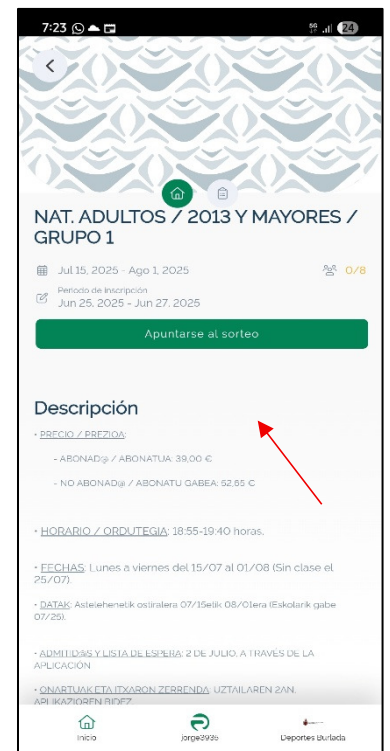 7:23
5G
24
NAT. ADULTOS / 2013 Y MAYORES /
GRUPO 1
Jul 15, 2025 - Ago 1, 2025
0/8
Periodo de inscripción
Jun 25, 2025 - Jun 27, 2025
Apuntarse al sorteo
Descripción
• PRECIO / PREZIOA:
- ABONAD@ / ABONATUA: 39,00 €
- NO ABONAD@ / ABONATU GABEA: 52,65 €
• HORARIO / ORDUTEGIA: 18:55-19:40 horas.
• FECHAS: Lunes a viernes del 15/07 al 01/08 (Sin clase el
25/07).
• DATAK: Astelehenetik ostiralera 07/15etik 08/01era (Eskolarik gabe
07/25).
• ADMITID@S Y LISTA DE ESPERA: 2 DE JULIO, A TRAVÉS DE LA
APLICACIÓN
• ONARTUAK ETA ITXARON ZERRENDA: UZTAILAREN 2AN,
APLIKAZIOREN BIDEZ
Inicio
jorge3936
Deportes Burlada